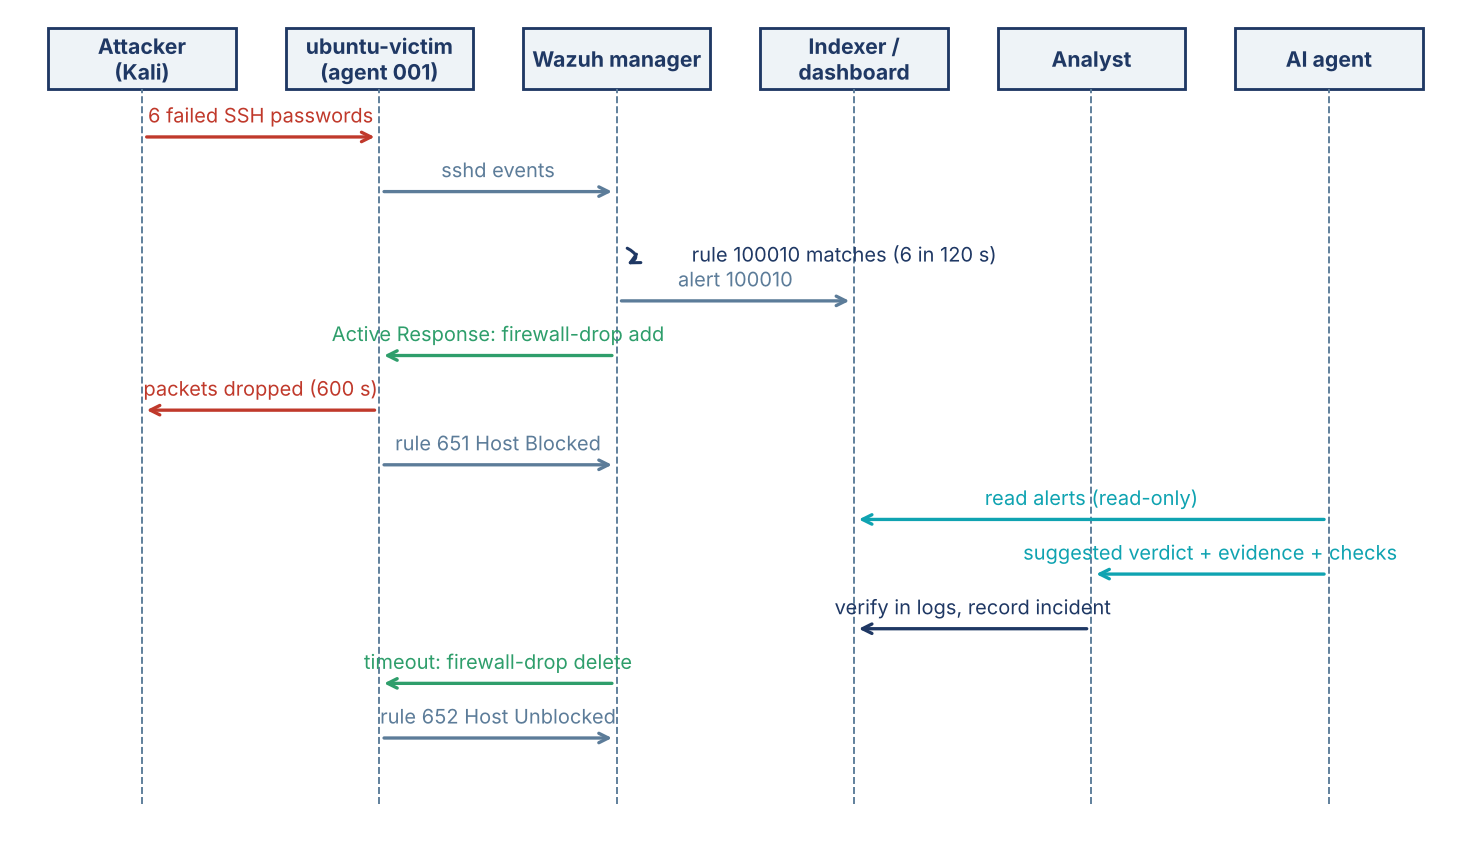 Attacker
(Kali)
ubuntu-victim
(agent 001)
Wazuh manager
Indexer /
dashboard
Analyst
AI agent
6 failed SSH passwords
sshd events
rule 100010 matches (6 in 120 s)
alert 100010
Active Response: firewall-drop add
packets dropped (600 s)
rule 651 Host Blocked
read alerts (read-only)
suggested verdict + evidence + checks
verify in logs, record incident
timeout: firewall-drop delete
rule 652 Host Unblocked